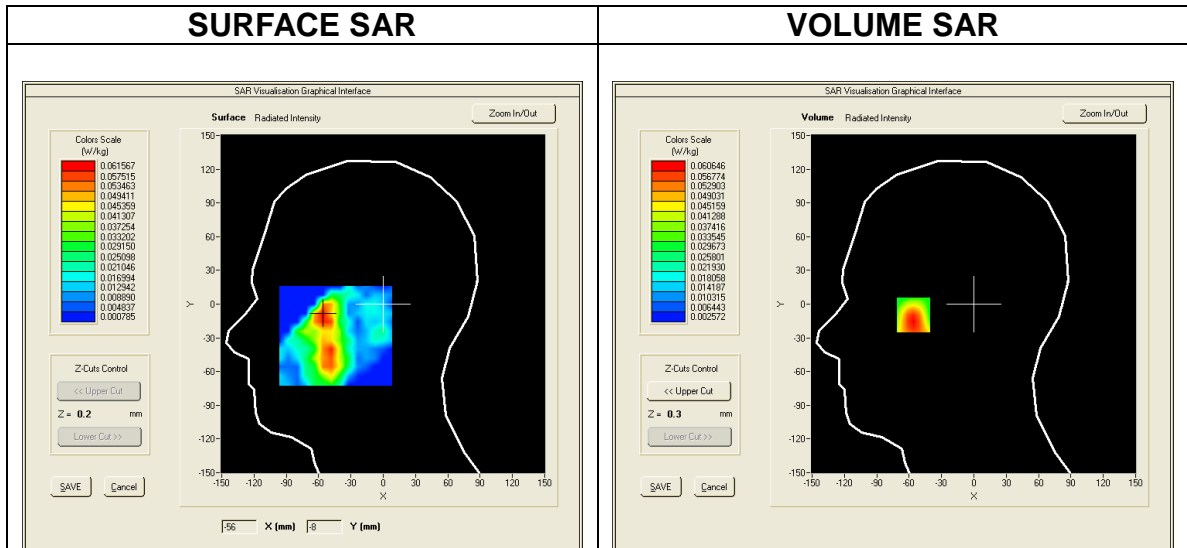 SURFACE SAR
VOLUME SAR
SAR Visualisation Graphical Interface
Surface Radiated Intensity
Zoom In/Out
Colors Scale
(W/kg)
0.061567
0.057515
0.053463
0.049411
0.045359
0.041307
0.037254
0.033202
0.029150
0.025098
0.021046
0.016994
0.012942
0.008890
0.004837
0.000785
150
120
90
60
30
0
-30
-60
-90
-120
-150
Y
-150 -120 -90 -60 -30 0 30 60 90 120 150
X
Z-Cuts Control
<< Upper Cut
Z = 0.2 mm
Lower Cut >>
SAVE Cancel
-56 X (mm) -8 Y (mm)
SAR Visualisation Graphical Interface
Volume Radiated Intensity
Zoom In/Out
Colors Scale
(W/kg)
0.060646
0.056774
0.052903
0.049031
0.045159
0.041288
0.037416
0.033545
0.029673
0.025801
0.021930
0.018058
0.014187
0.010315
0.006443
0.002572
150
120
90
60
30
0
-30
-60
-90
-120
-150
Y
-150 -120 -90 -60 -30 0 30 60 90 120 150
X
Z-Cuts Control
<< Upper Cut
Z = 0.3 mm
Lower Cut >>
SAVE Cancel